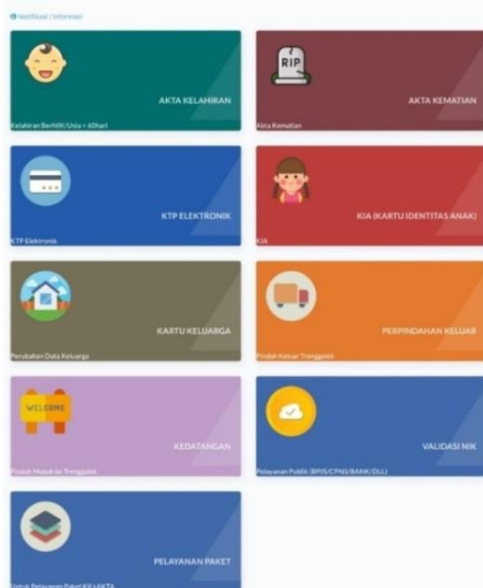 Notifikasi / Informasi
AKTA KELAHIRAN
Kelahiran BerNIK/Usia < 60hari
RIP
AKTA KEMATIAN
Akta Kematian
KTP ELEKTRONIK
KTP Elektronik
KIA (KARTU IDENTITAS ANAK)
KIA
KARTU KELUARGA
Perubahan Data Keluarga
PERPINDAHAN KELUAR
Pindah Keluar Trenggalek
WELCOME
KEDATANGAN
Pindah Masuk ke Trenggalek
VALIDASI NIK
Pelayanan Publik (BPJS/CPNS/BANK/DLL)
PELAYANAN PAKET
Untuk Pelayanan Paket KK+AKTA